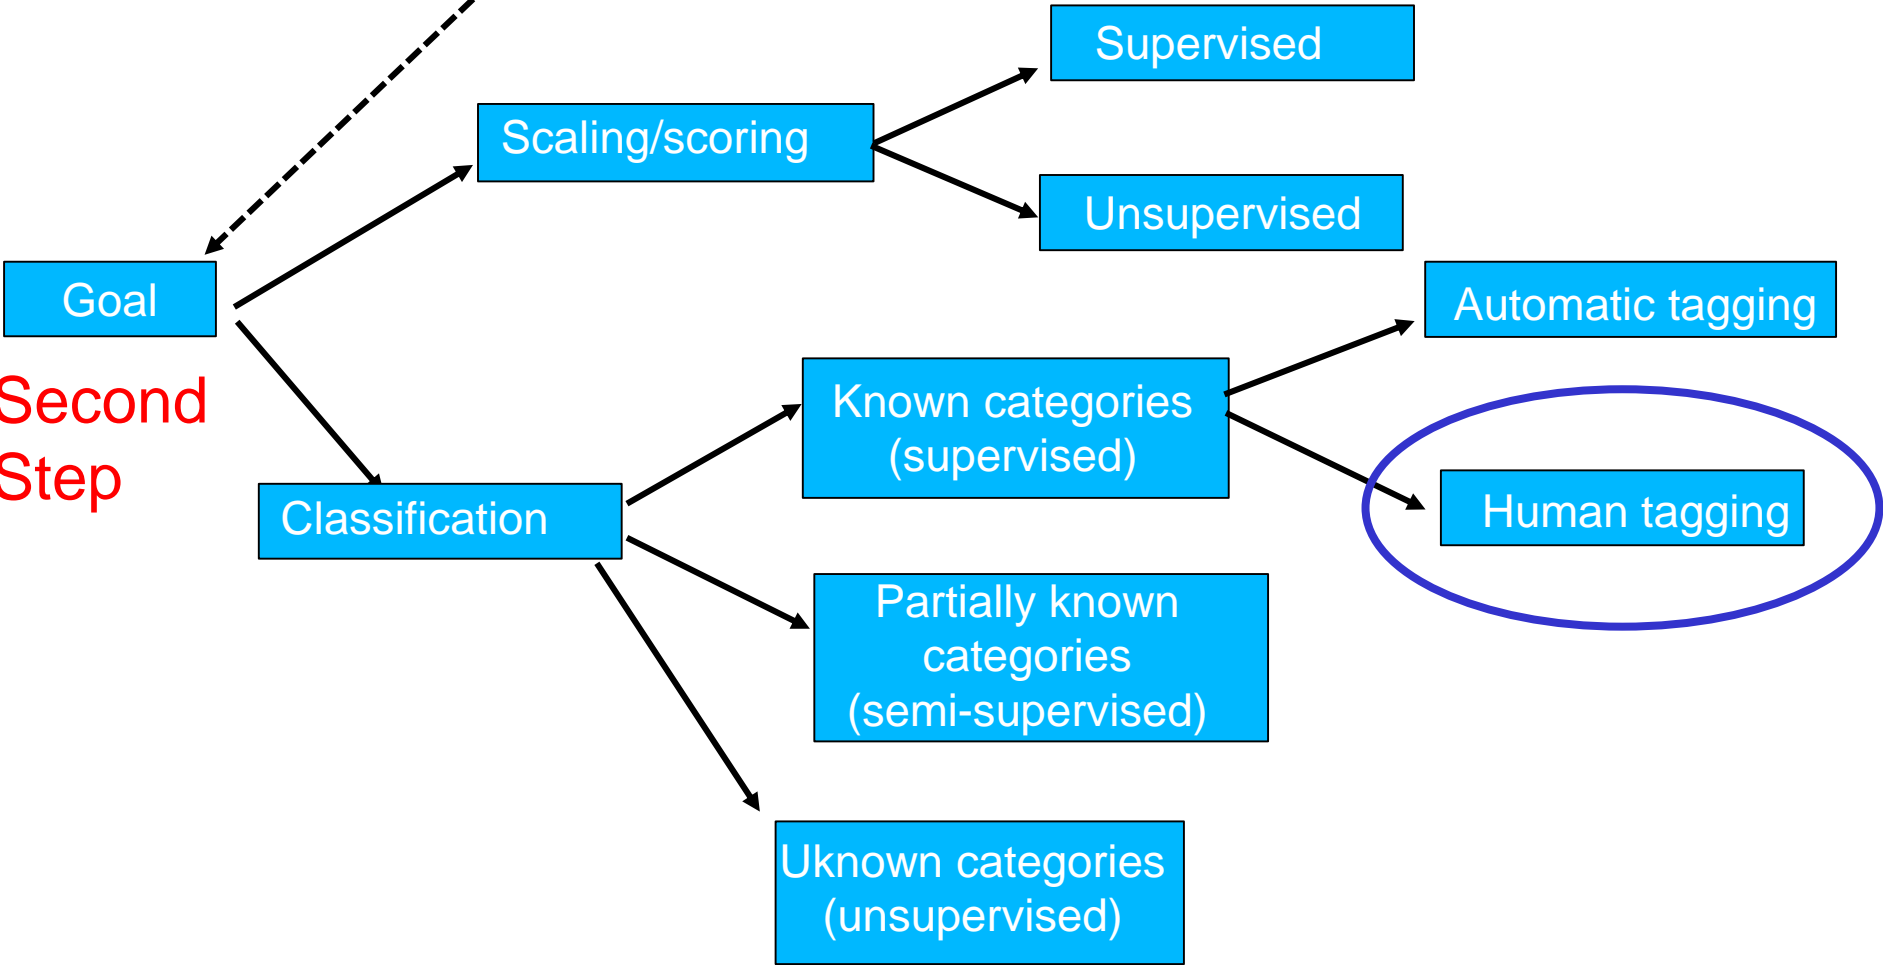 Supervised
Scaling/scoring
Unsupervised
Goal
Automatic tagging
Second
Step
Known categories
(supervised)
Human tagging
Classification
Partially known
categories
(semi-supervised)
Uknown categories
(unsupervised)